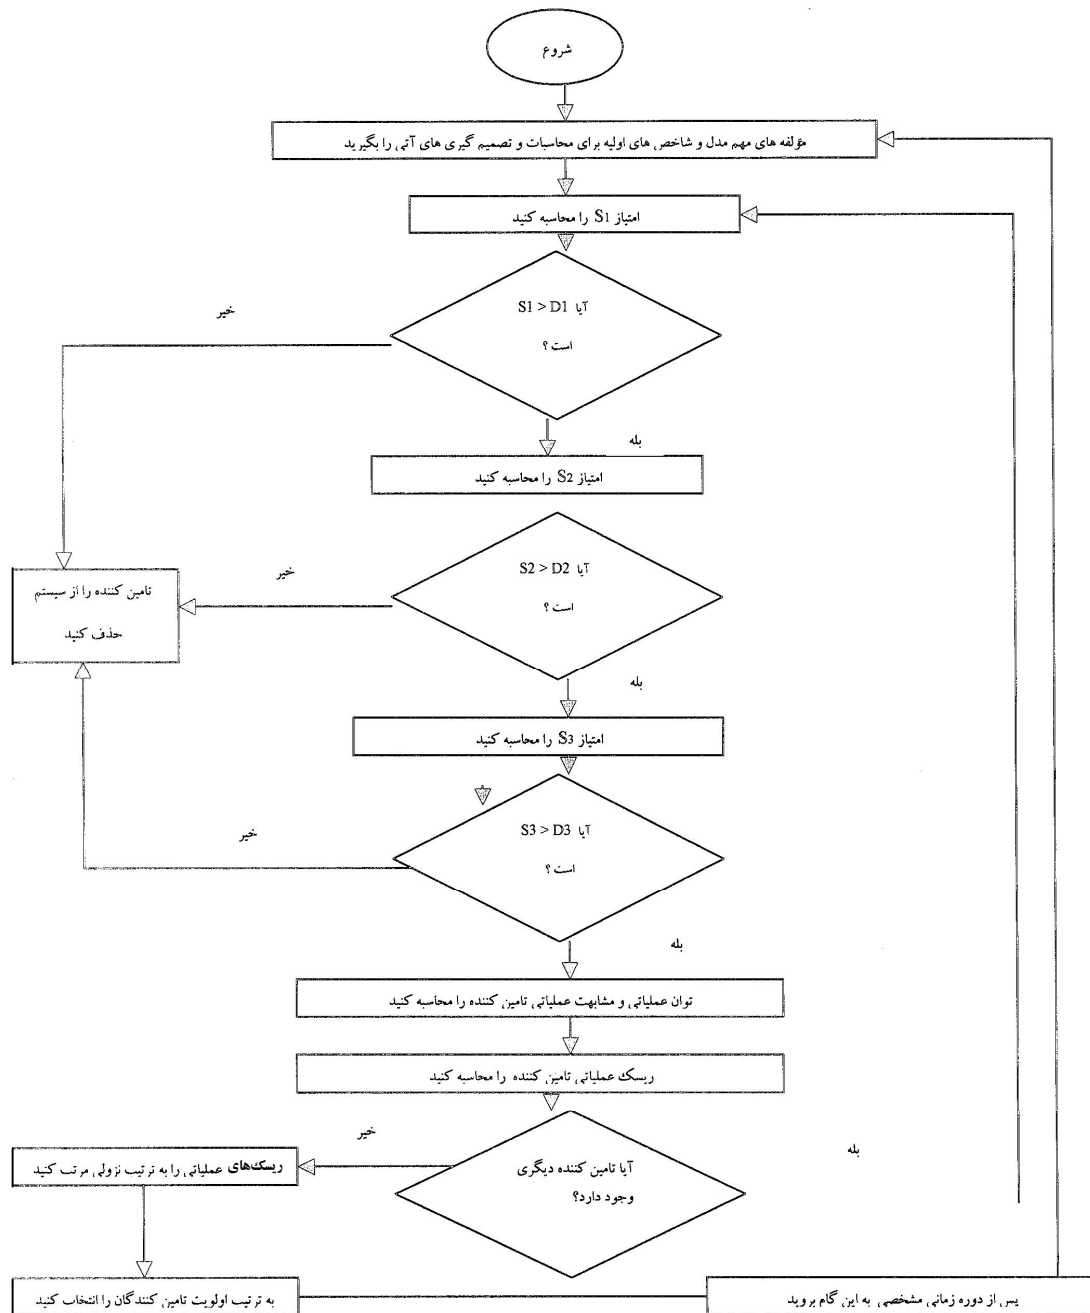 شروع
مؤلفه های مهم مدل و شاخص های اولیه برای محاسبات و تصمیم گیری های آتی را بگیرید
امتیاز S1 را محاسبه کنید
آیا S1 > D1
است ؟
خیر
بله
امتیاز S2 را محاسبه کنید
آیا S2 > D2
است ؟
خیر
تامین کننده را از سیستم
حذف کنید
بله
امتیاز S3 را محاسبه کنید
آیا S3 > D3
است ؟
خیر
بله
توان عملیاتی و مشابهت عملیاتی تامین کننده را محاسبه کنید
ریسک عملیاتی تامین کننده را محاسبه کنید
آیا تامین کننده دیگری
وجود دارد؟
بله
خیر
ریسک‌های عملیاتی را به ترتیب نزولی مرتب کنید
به ترتیب اولویت تامین کنندگان را انتخاب کنید
پس از دوره زمانی مشخصی به این گام بروید